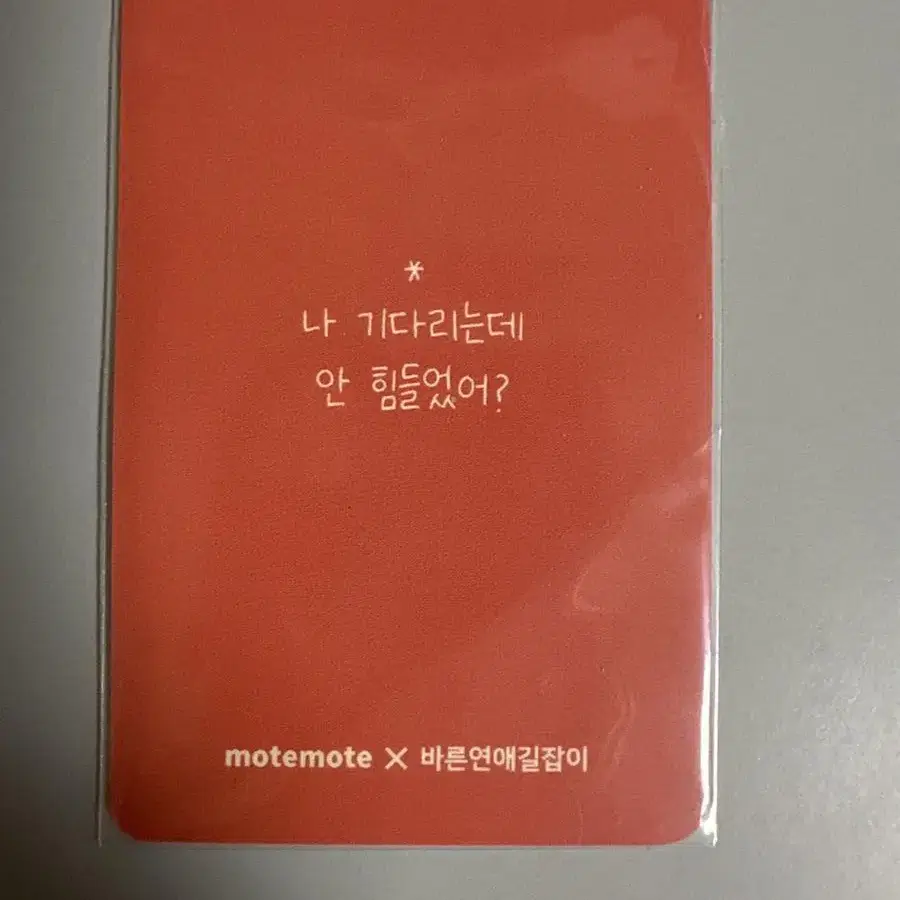 *
나 기다리는데
안 힘들었어?
motemote × 바른연애길잡이